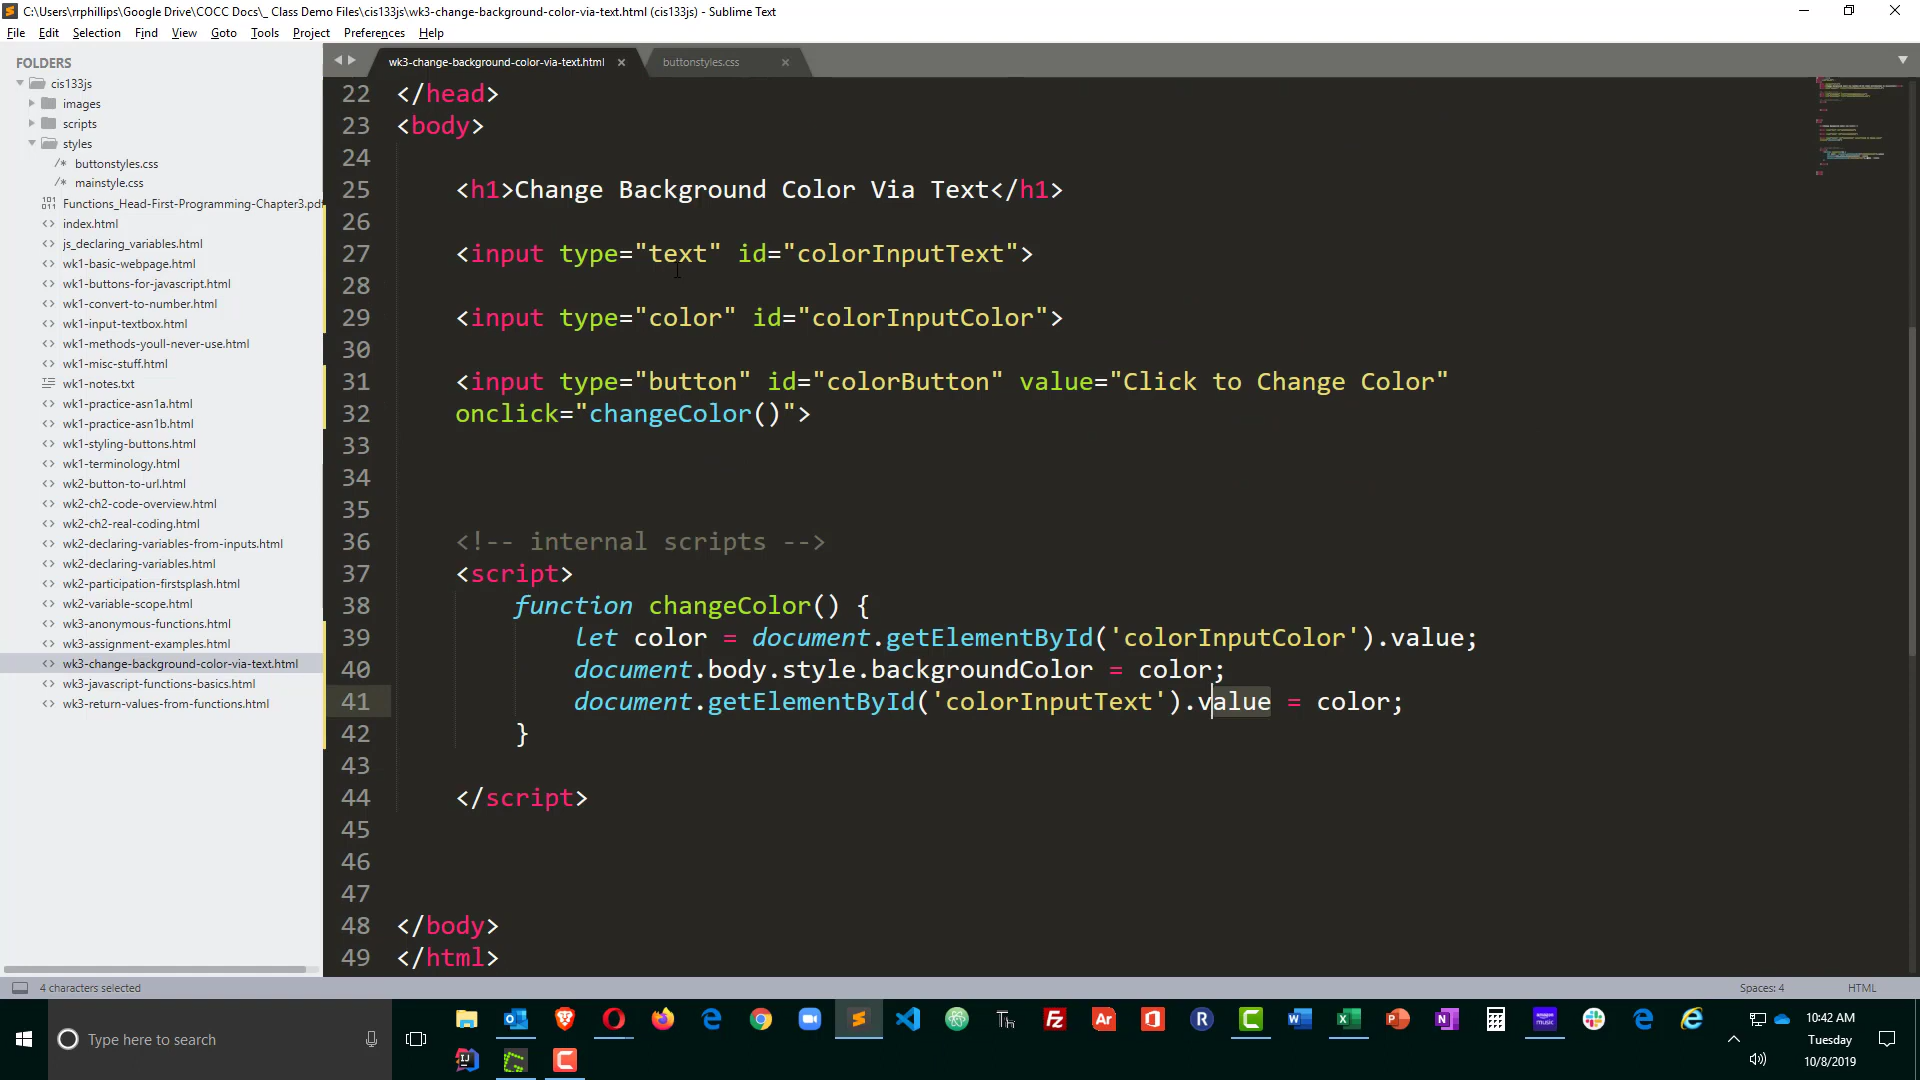 C:\Users\rrphillips\Google Drive\COCC Docs\_ Class Demo Files\cis133js\wk3-change-background-color-via-text.html (cis133js) - Sublime Text
File Edit Selection Find View Goto Tools Project Preferences Help
FOLDERS
cis133js
images
scripts
styles
/* buttonstyles.css
/* mainstyle.css
Functions_Head-First-Programming-Chapter3.pdf
<> index.html
<> js_declaring_variables.html
<> wk1-basic-webpage.html
<> wk1-buttons-for-javascript.html
<> wk1-convert-to-number.html
<> wk1-input-textbox.html
<> wk1-methods-youll-never-use.html
<> wk1-misc-stuff.html
wk1-notes.txt
<> wk1-practice-asn1a.html
<> wk1-practice-asn1b.html
<> wk1-styling-buttons.html
<> wk1-terminology.html
<> wk2-button-to-url.html
<> wk2-ch2-code-overview.html
<> wk2-ch2-real-coding.html
<> wk2-declaring-variables-from-inputs.html
<> wk2-declaring-variables.html
<> wk2-participation-firstsplash.html
<> wk2-variable-scope.html
<> wk3-anonymous-functions.html
<> wk3-assignment-examples.html
<> wk3-change-background-color-via-text.html
<> wk3-javascript-functions-basics.html
<> wk3-return-values-from-functions.html
wk3-change-background-color-via-text.html × buttonstyles.css ×
22 </head>
23 <body>
24
25 <h1>Change Background Color Via Text</h1>
26
27 <input type="text" id="colorInputText">
28
29 <input type="color" id="colorInputColor">
30
31 <input type="button" id="colorButton" value="Click to Change Color"
32 onclick="changeColor()">
33
34
35
36 <!-- internal scripts -->
37 <script>
38 function changeColor() {
39 let color = document.getElementById('colorInputColor').value;
40 document.body.style.backgroundColor = color;
41 document.getElementById('colorInputText').value = color;
42 }
43
44 </script>
45
46
47
48 </body>
49 </html>
4 characters selected Spaces: 4 HTML
Type here to search
10:42 AM
Tuesday
10/8/2019